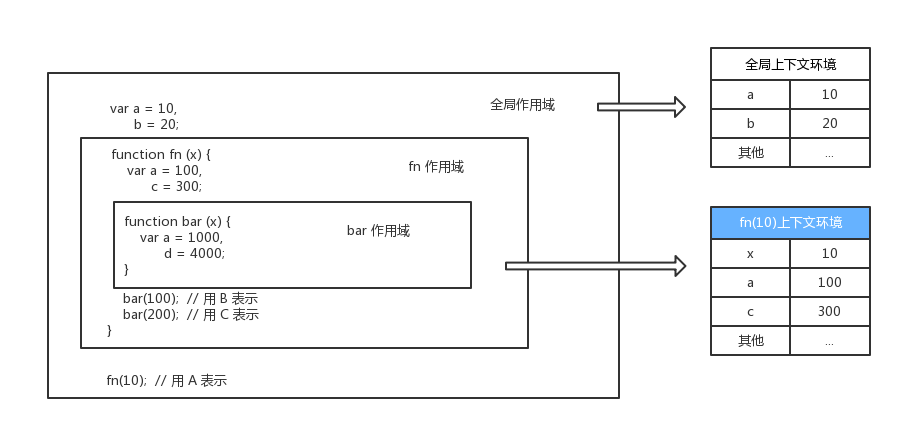 var a = 10,
b = 20;
全局作用域
function fn (x) {
var a = 100,
c = 300;
fn 作用域
function bar (x) {
var a = 1000,
d = 4000;
}
bar 作用域
bar(100);  // 用 B 表示
bar(200);  // 用 C 表示
}
fn(10);  // 用 A 表示
全局上下文环境
a 10
b 20
其他 ...
fn(10)上下文环境
x 10
a 100
c 300
其他 ...